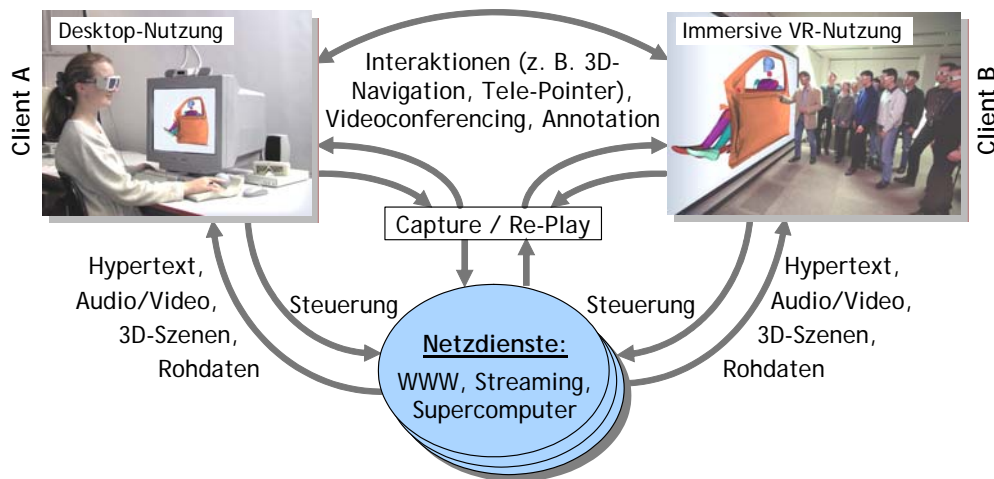 Desktop-Nutzung
Client A
Interaktionen (z. B. 3D-
Navigation, Tele-Pointer),
Videoconferencing, Annotation
Immersive VR-Nutzung
Client B
Capture / Re-Play
Hypertext,
Audio/Video,
3D-Szenen,
Rohdaten
Steuerung
Netzdienste:
WWW, Streaming,
Supercomputer
Steuerung
Hypertext,
Audio/Video,
3D-Szenen,
Rohdaten